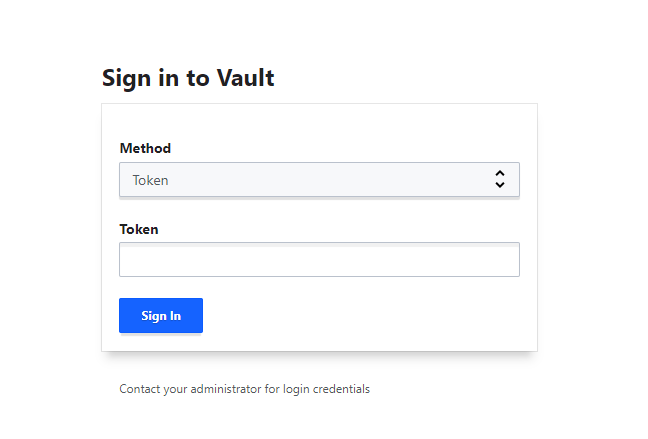 Sign in to Vault
Method
Token
Token
Sign In
Contact your administrator for login credentials